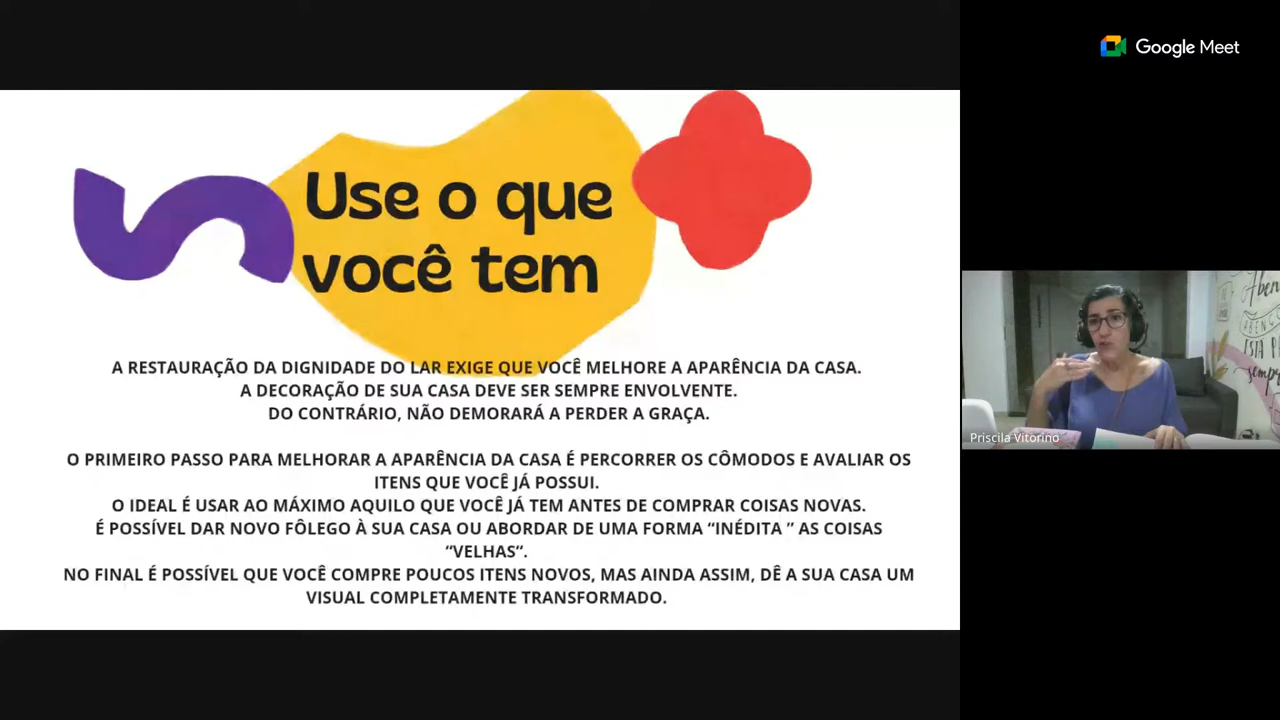 Google Meet
Use o que
você tem
A RESTAURAÇÃO DA DIGNIDADE DO LAR EXIGE QUE VOCÊ MELHORE A APARÊNCIA DA CASA.
A DECORAÇÃO DE SUA CASA DEVE SER SEMPRE ENVOLVENTE.
DO CONTRÁRIO, NÃO DEMORARÁ A PERDER A GRAÇA.
O PRIMEIRO PASSO PARA MELHORAR A APARÊNCIA DA CASA É PERCORRER OS CÔMODOS E AVALIAR OS
ITENS QUE VOCÊ JÁ POSSUI.
O IDEAL É USAR AO MÁXIMO AQUILO QUE VOCÊ JÁ TEM ANTES DE COMPRAR COISAS NOVAS.
É POSSÍVEL DAR NOVO FÔLEGO À SUA CASA OU ABORDAR DE UMA FORMA “INÉDITA ” AS COISAS
“VELHAS“.
NO FINAL É POSSÍVEL QUE VOCÊ COMPRE POUCOS ITENS NOVOS, MAS AINDA ASSIM, DÊ A SUA CASA UM
VISUAL COMPLETAMENTE TRANSFORMADO.
Priscila Vitorino